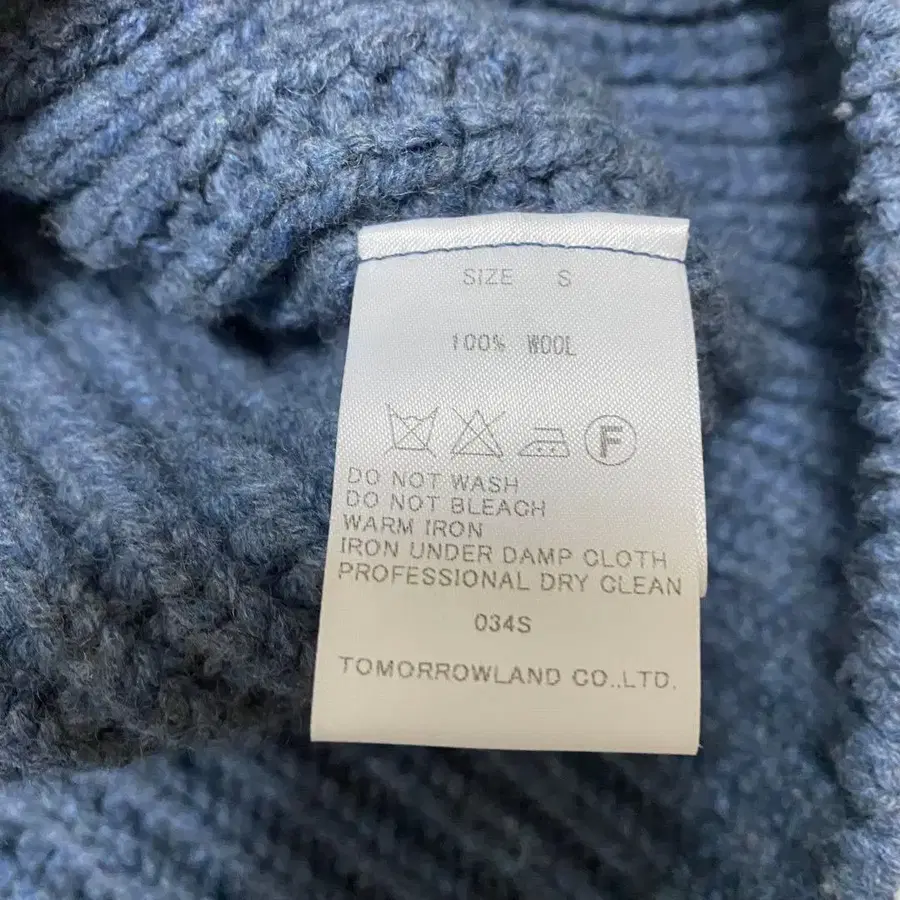 SIZE S
100% WOOL
F
DO NOT WASH
DO NOT BLEACH
WARM IRON
IRON UNDER DAMP CLOTH
PROFESSIONAL DRY CLEAN
034S
TOMORROWLAND CO.,LTD.